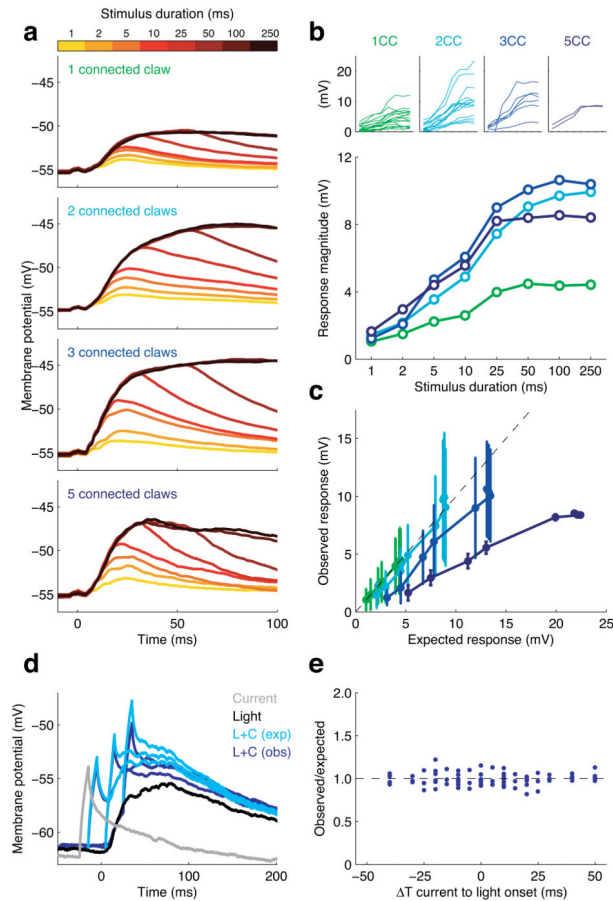 a
Stimulus duration (ms)
1 2 5 10 25 50 100 250
1 connected claw
−45
−50
−55
2 connected claws
−45
−50
−55
3 connected claws
−45
−50
−55
5 connected claws
−45
−50
−55
Membrane potential (mV)
0 50 100
Time (ms)
b
1CC 2CC 3CC 5CC
20
10
0
(mV)
12
8
4
0
Response magnitude (mV)
1 2 5 10 25 50 100 250
Stimulus duration (ms)
c
15
10
5
0
Observed response (mV)
0 5 10 15 20 25
Expected response (mV)
d
Current
Light
L+C (exp)
L+C (obs)
−50
−55
−60
Membrane potential (mV)
0 100 200
Time (ms)
e
2.0
1.5
1.0
0.5
0
Observed/expected
−50 −25 0 25 50
ΔT current to light onset (ms)